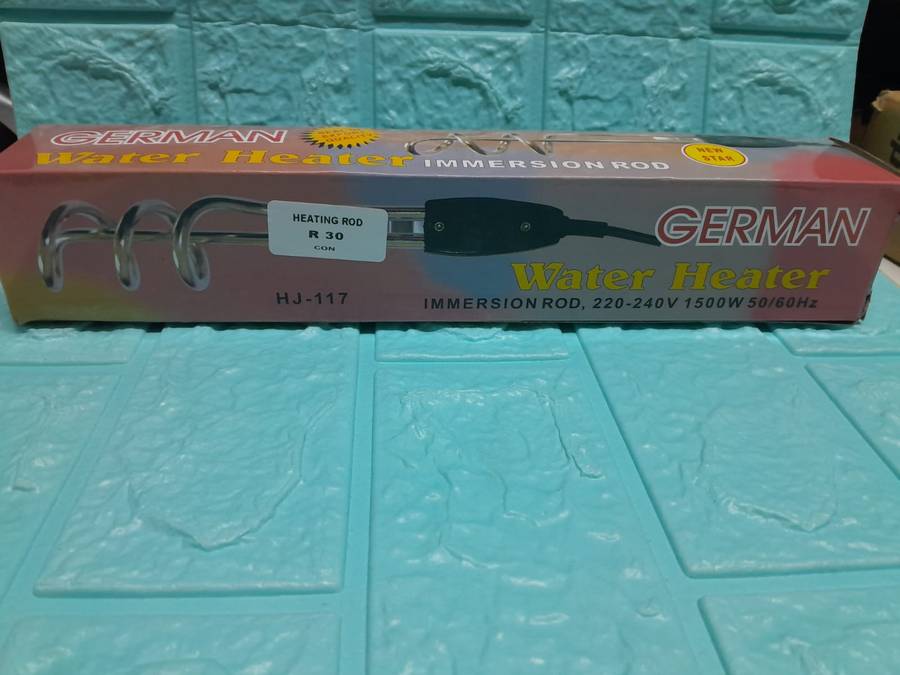 GERMAN
Water Heater
IMMERSION ROD
NEW
STAR
HEATING ROD
R 30
CON
GERMAN
Water Heater
HJ-117
IMMERSION ROD, 220-240V 1500W 50/60Hz